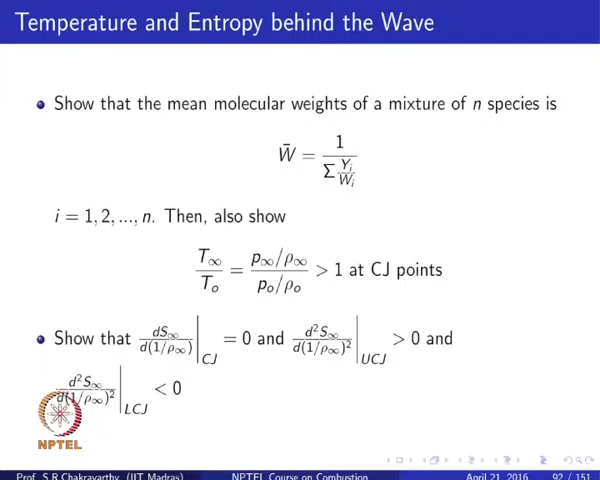 Temperature and Entropy behind the Wave
Show that the mean molecular weights of a mixture of n species is
W̄ = 1 / Σ Yᵢ/Wᵢ
i = 1, 2, ..., n. Then, also show
T∞/Tₒ = (p∞/ρ∞)/(pₒ/ρₒ) > 1 at CJ points
Show that dS∞/d(1/ρ∞)|CJ = 0 and d²S∞/d(1/ρ∞)²|UCJ > 0 and
d²S∞/d(1/ρ∞)²|LCJ < 0
NPTEL
Prof. S R Chakravarthy (IIT Madras) NPTEL Course on Combustion April 21, 2016 92 / 151